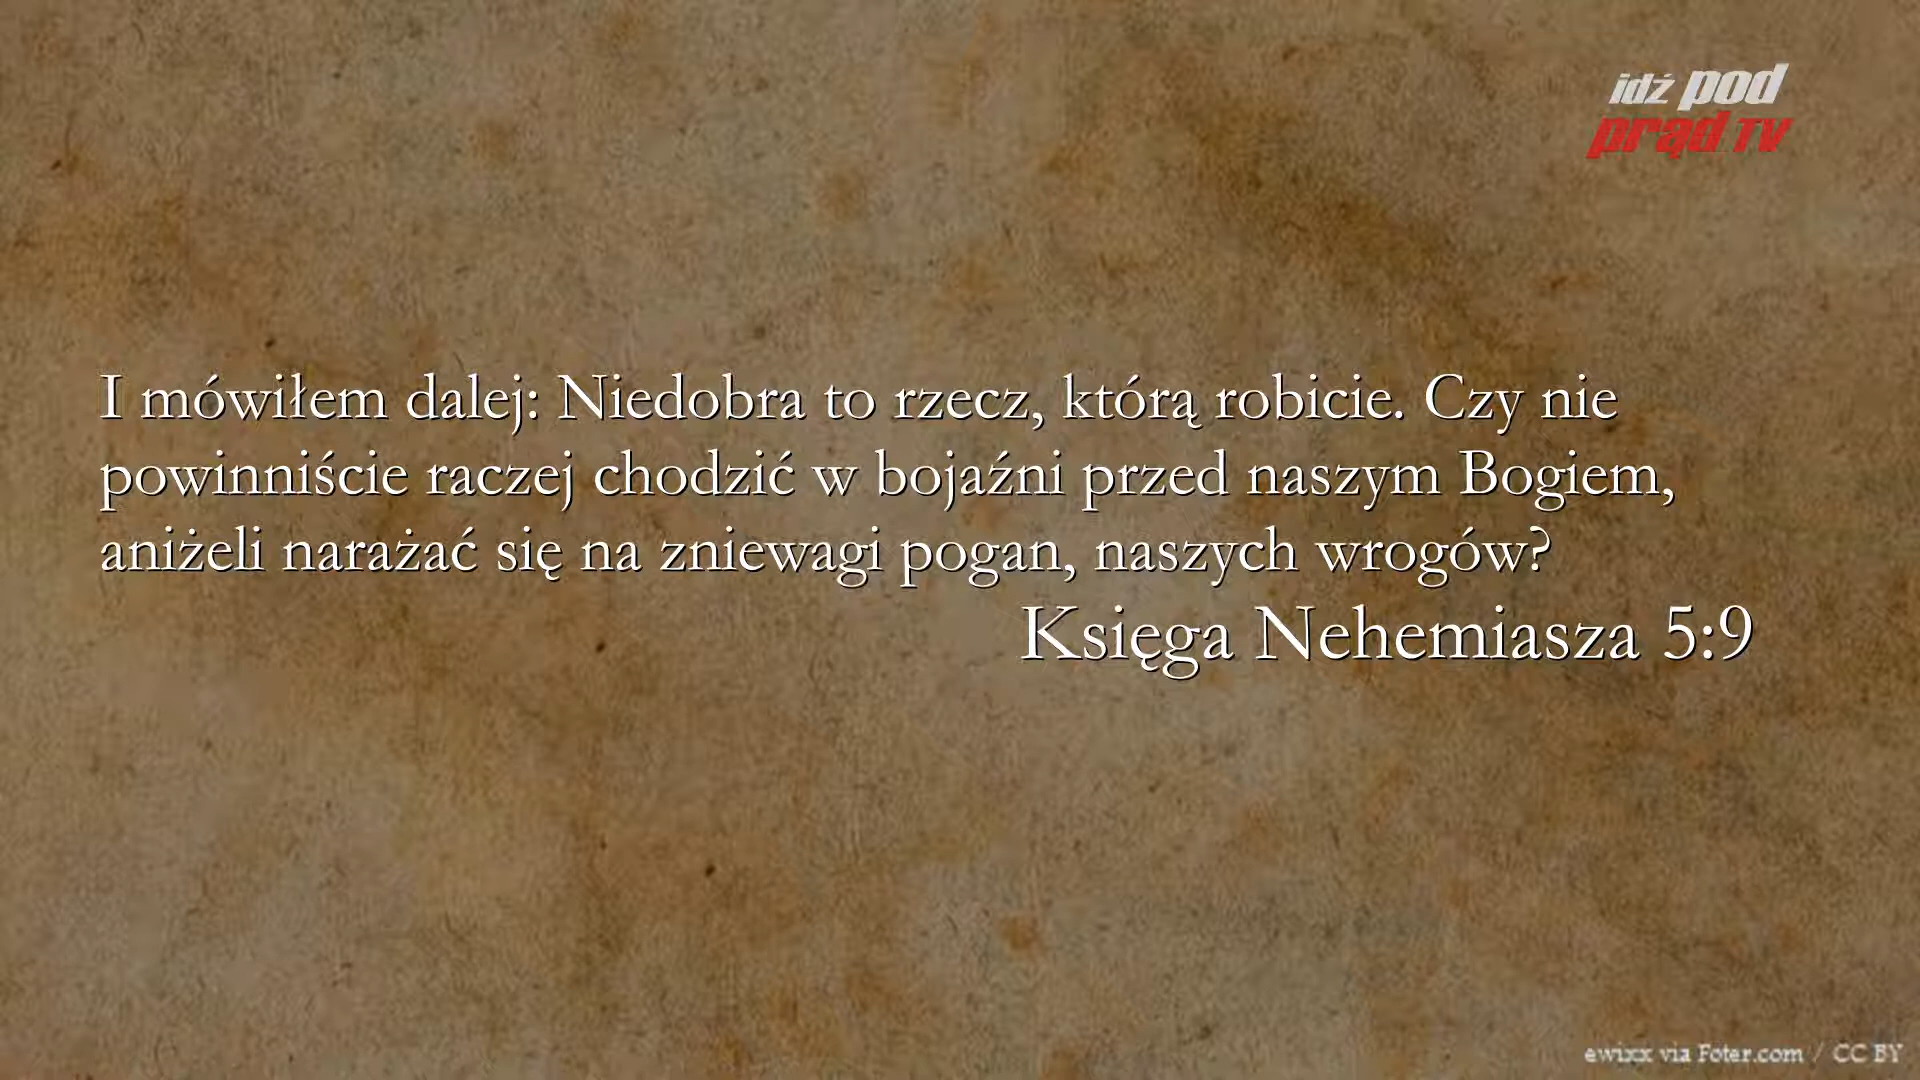 idź pod
prąd TV
I mówiłem dalej: Niedobra to rzecz, którą robicie. Czy nie
powinniście raczej chodzić w bojaźni przed naszym Bogiem,
aniżeli narażać się na zniewagi pogan, naszych wrogów?
Księga Nehemiasza 5:9
ewixx via Foter.com / CC BY